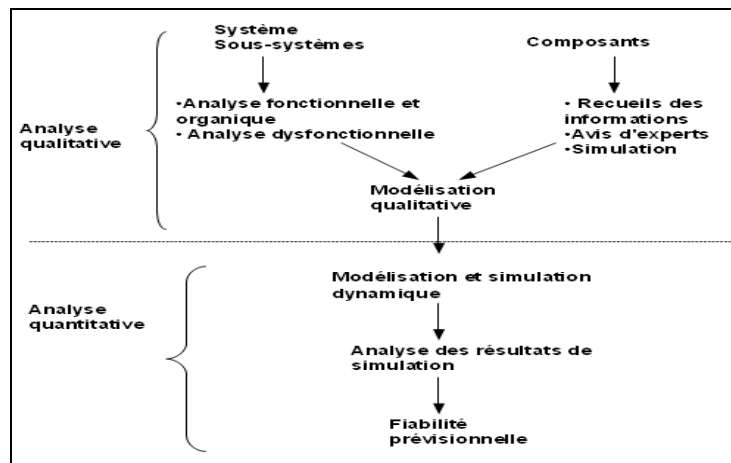 Système
Sous-systèmes
Composants
•Analyse fonctionnelle et
organique
• Analyse dysfonctionnelle
• Recueils des
informations
•Avis d'experts
•Simulation
Analyse
qualitative
Modélisation
qualitative
Modélisation et simulation
dynamique
Analyse
quantitative
Analyse des résultats de
simulation
Fiabilité
prévisionnelle